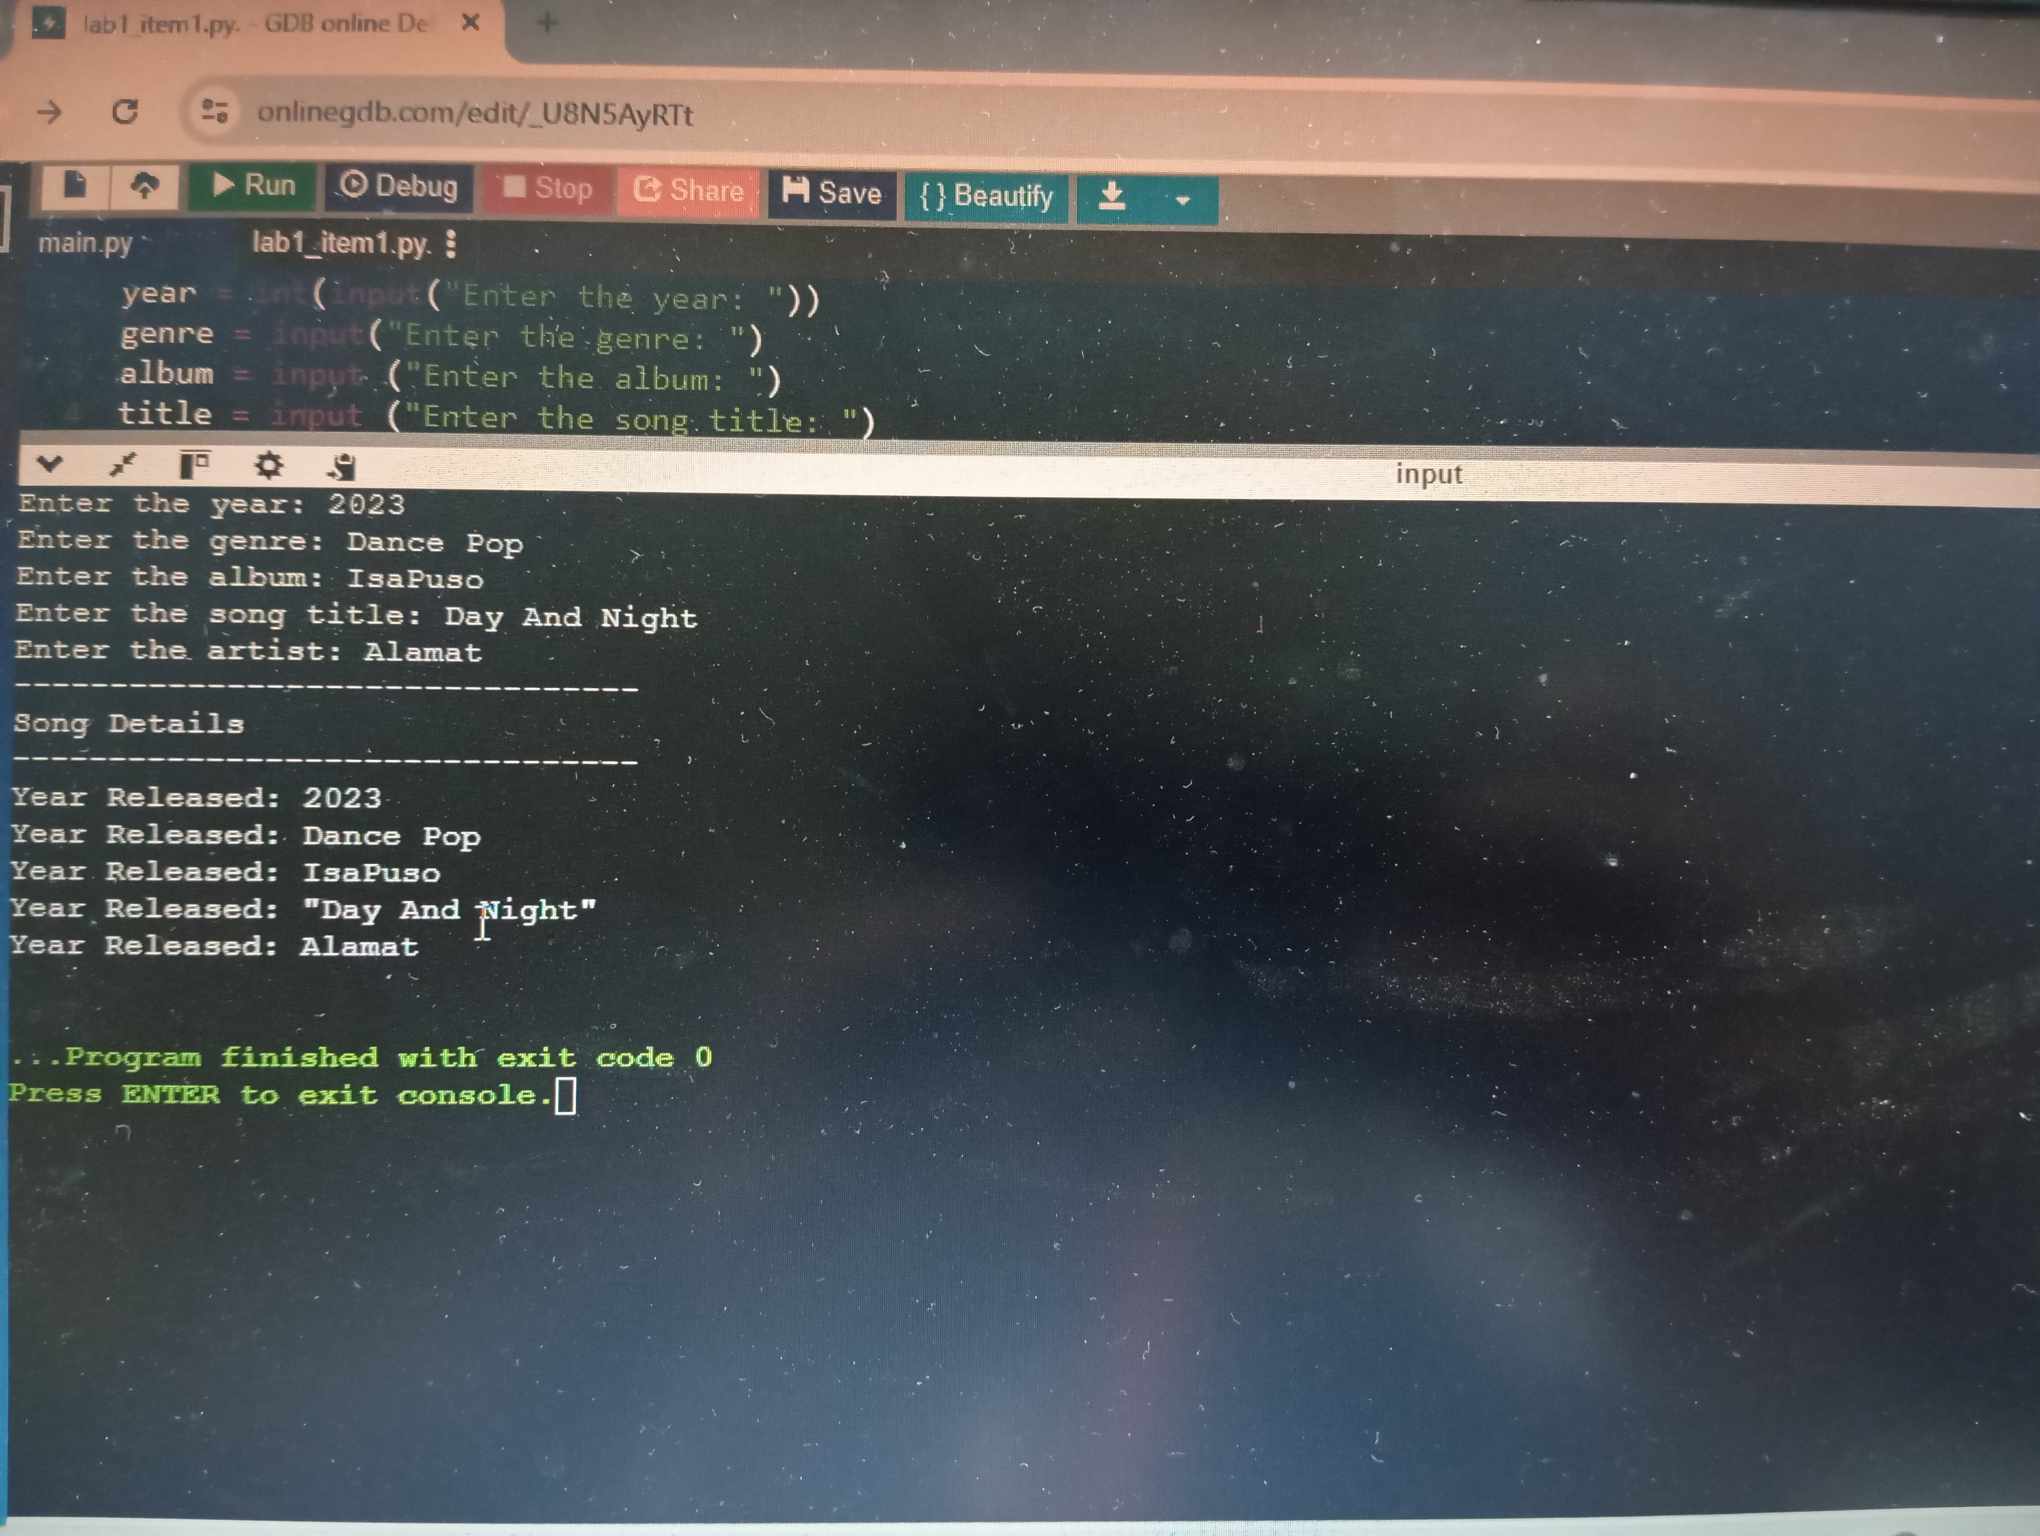 lab1_item1.py. - GDB online De
onlinegdb.com/edit/_U8N5AyRTt
Run Debug Stop Share Save {} Beautify
main.py lab1_item1.py.
year = int(input("Enter the year: "))
genre = input("Enter the genre: ")
album = input ("Enter the album: ")
4 title = input ("Enter the song title: ")
input
Enter the year: 2023
Enter the genre: Dance Pop
Enter the album: IsaPuso
Enter the song title: Day And Night
Enter the artist: Alamat
--------------------------------
Song Details
--------------------------------
Year Released: 2023
Year Released: Dance Pop
Year Released: IsaPuso
Year Released: "Day And Night"
Year Released: Alamat
...Program finished with exit code 0
Press ENTER to exit console.